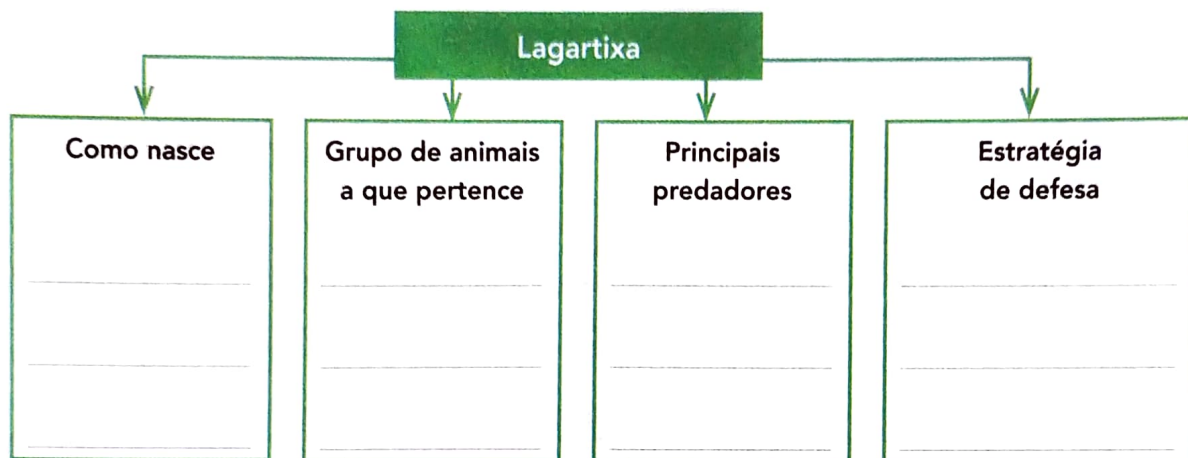 Lagartixa
Como nasce
Grupo de animais
a que pertence
Principais
predadores
Estratégia
de defesa